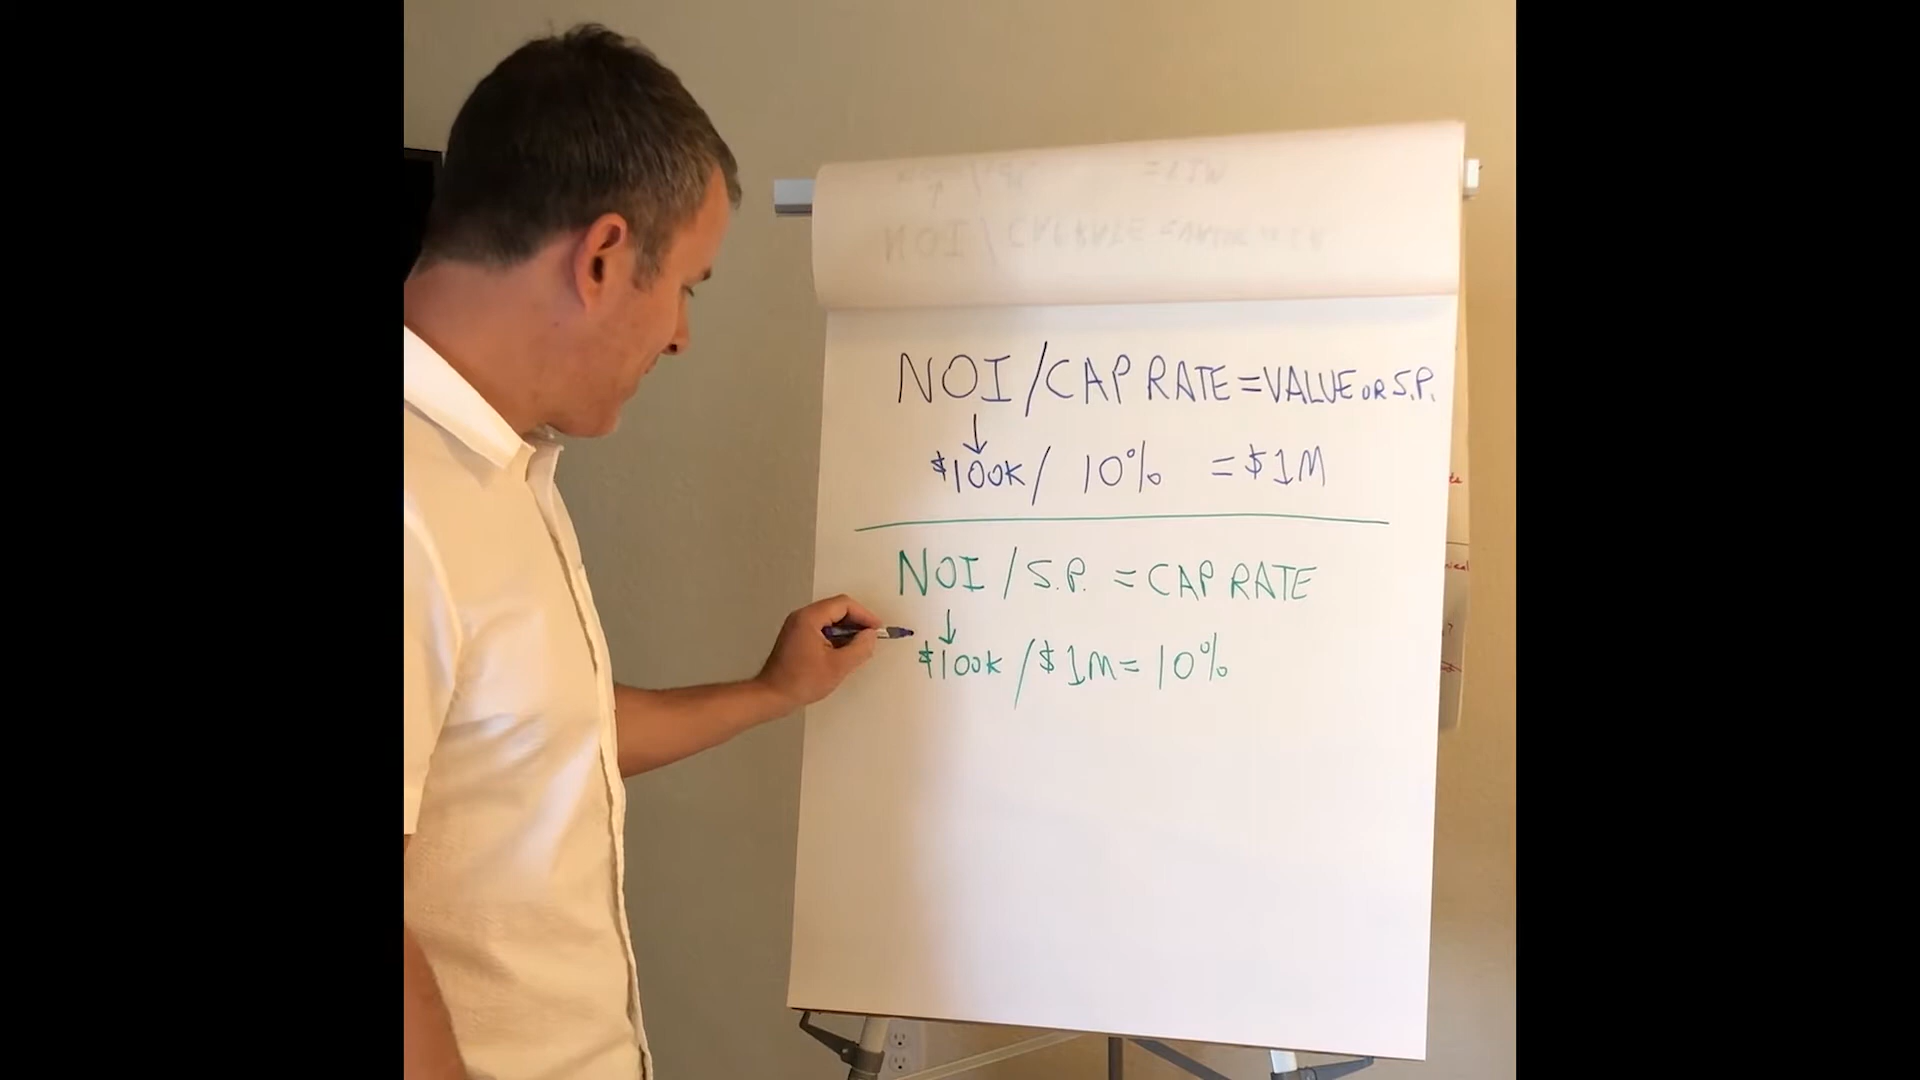 NOI / CAP RATE = VALUE OR S.P.
↓
$100K / 10% = $1M
NOI / S.P. = CAP RATE
↓
$100K / $1M = 10%